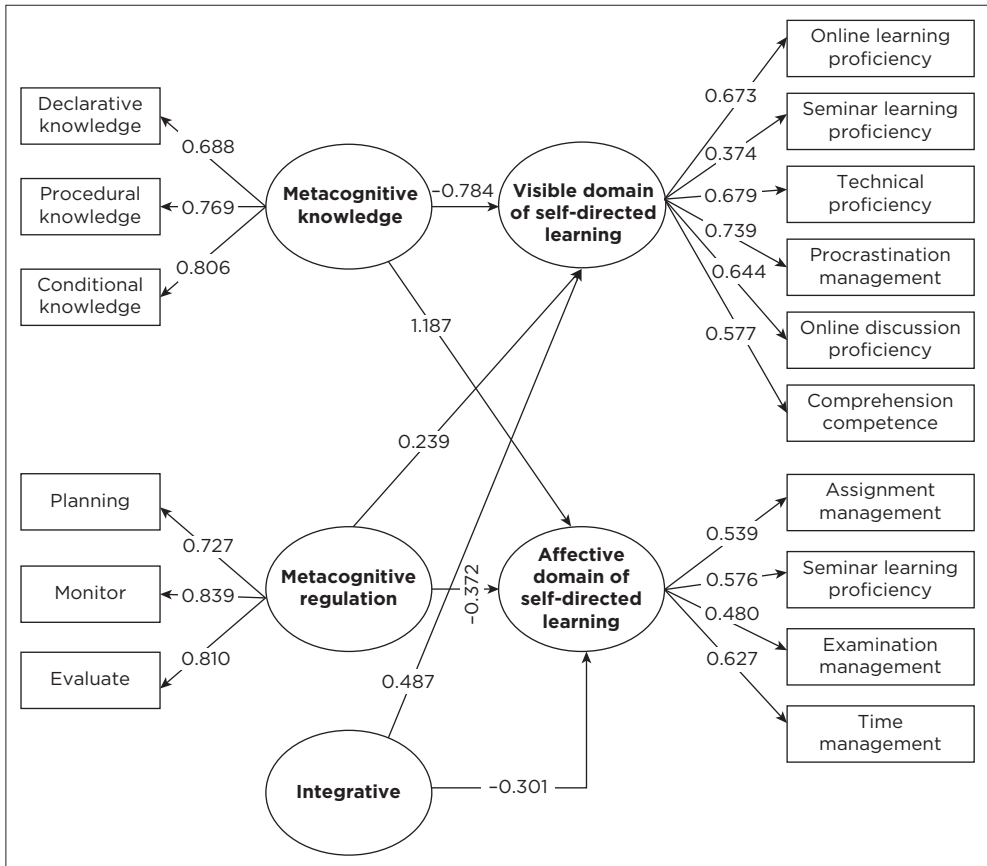 Declarative
knowledge
Procedural
knowledge
Conditional
knowledge
0.688
0.769
0.806
Metacognitive
knowledge
−0.784
1.187
Visible domain
of self-directed
learning
0.673
0.374
0.679
0.739
0.644
0.577
Online learning
proficiency
Seminar learning
proficiency
Technical
proficiency
Procrastination
management
Online discussion
proficiency
Comprehension
competence
Planning
Monitor
Evaluate
0.727
0.839
0.810
Metacognitive
regulation
0.239
−0.372
Affective
domain of
self-directed
learning
0.539
0.576
0.480
0.627
Assignment
management
Seminar learning
proficiency
Examination
management
Time
management
Integrative
0.487
−0.301